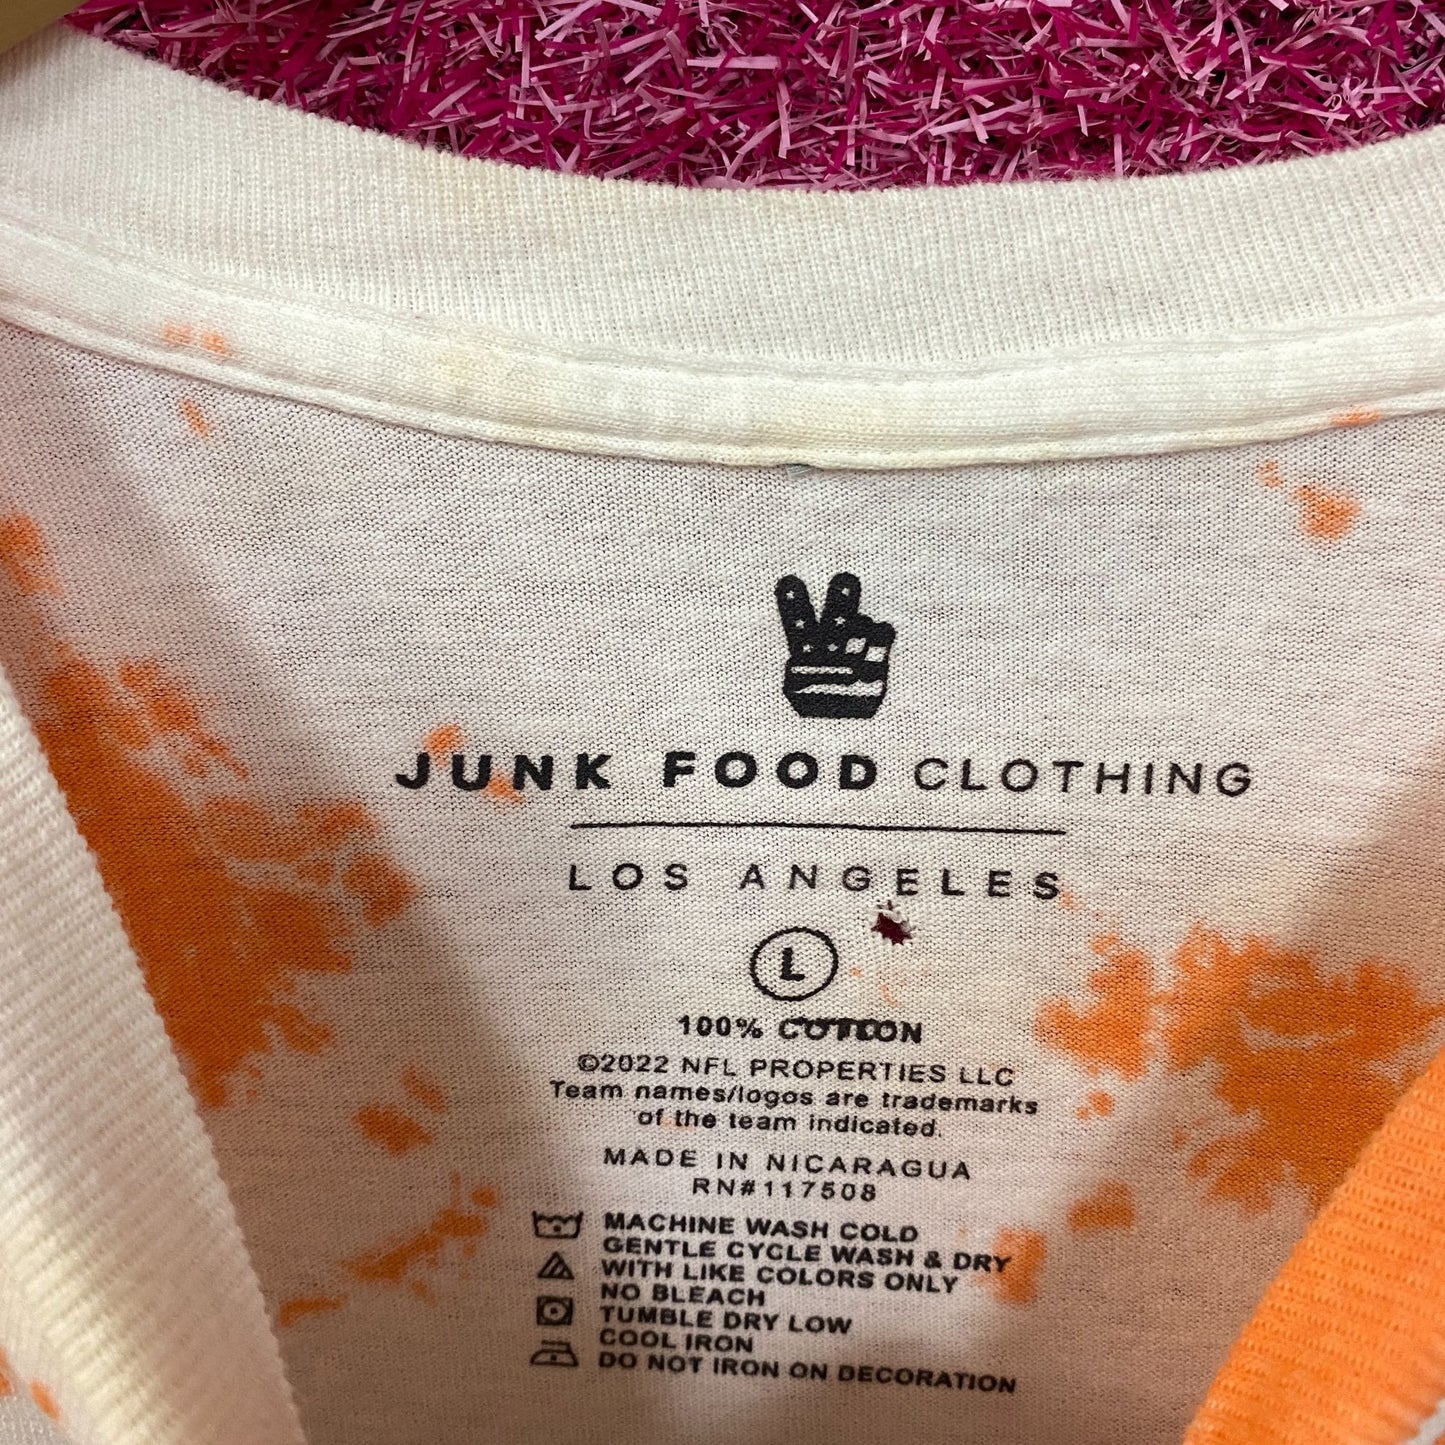 JUNK FOOD CLOTHING
LOS ANGELES
L
100% COTTON
©2022 NFL PROPERTIES LLC
Team names/logos are trademarks
of the team indicated.
MADE IN NICARAGUA
RN#117508
MACHINE WASH COLD
GENTLE CYCLE WASH & DRY
WITH LIKE COLORS ONLY
NO BLEACH
TUMBLE DRY LOW
COOL IRON
DO NOT IRON ON DECORATION